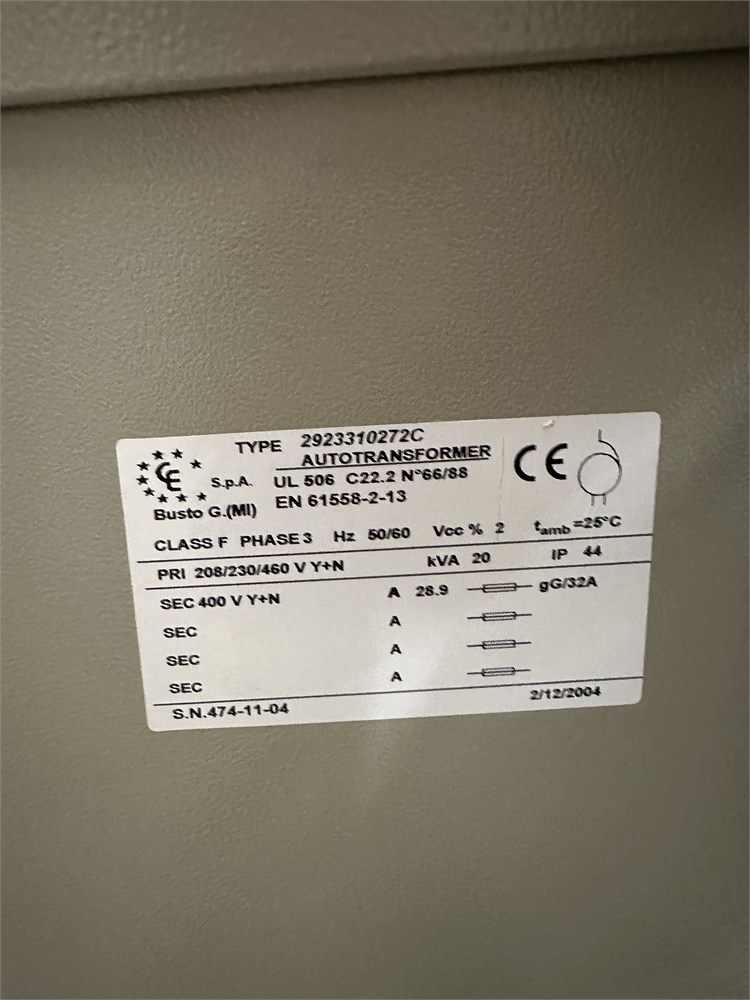 TYPE 2923310272C
AUTOTRANSFORMER
CE S.p.A. UL 506 C22.2 N°66/88
Busto G.(MI) EN 61558-2-13
CE
CLASS F PHASE 3 Hz 50/60 Vcc % 2 tamb=25°C
PRI 208/230/460 V Y+N kVA 20 IP 44
SEC 400 V Y+N A 28.9 gG/32A
SEC A
SEC A
SEC A
S.N.474-11-04 2/12/2004